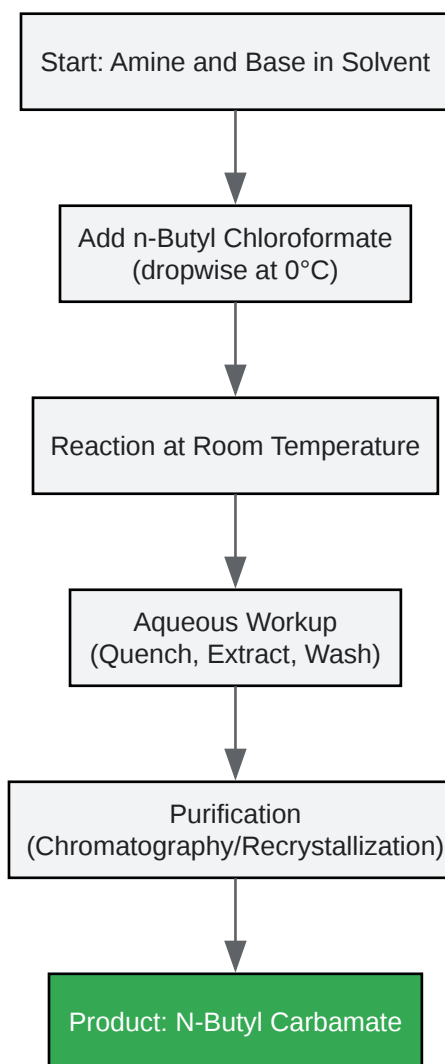 Start: Amine and Base in Solvent
Add n-Butyl Chloroformate
(dropwise at 0°C)
Reaction at Room Temperature
Aqueous Workup
(Quench, Extract, Wash)
Purification
(Chromatography/Recrystallization)
Product: N-Butyl Carbamate